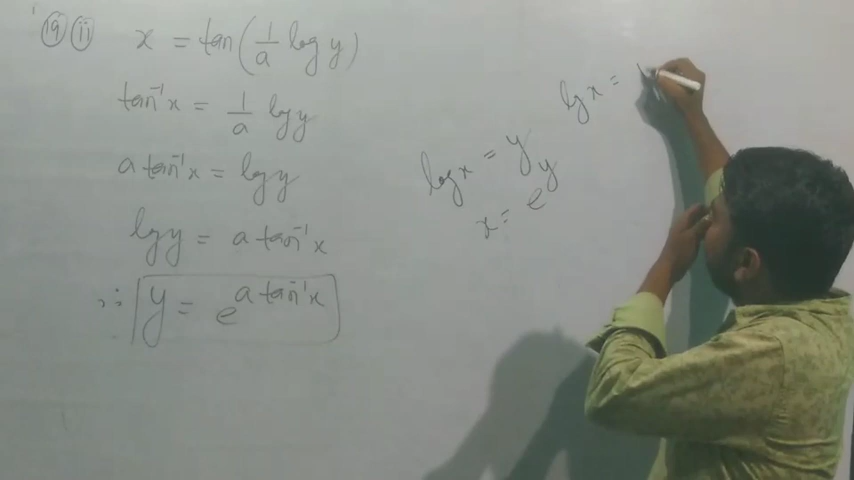 19 ii x = tan(1/a log y)
tan⁻¹x = 1/a log y
a tan⁻¹x = log y
log y = a tan⁻¹x
∴ y = e^(a tan⁻¹x)
log x = y
x = e^y
log x =